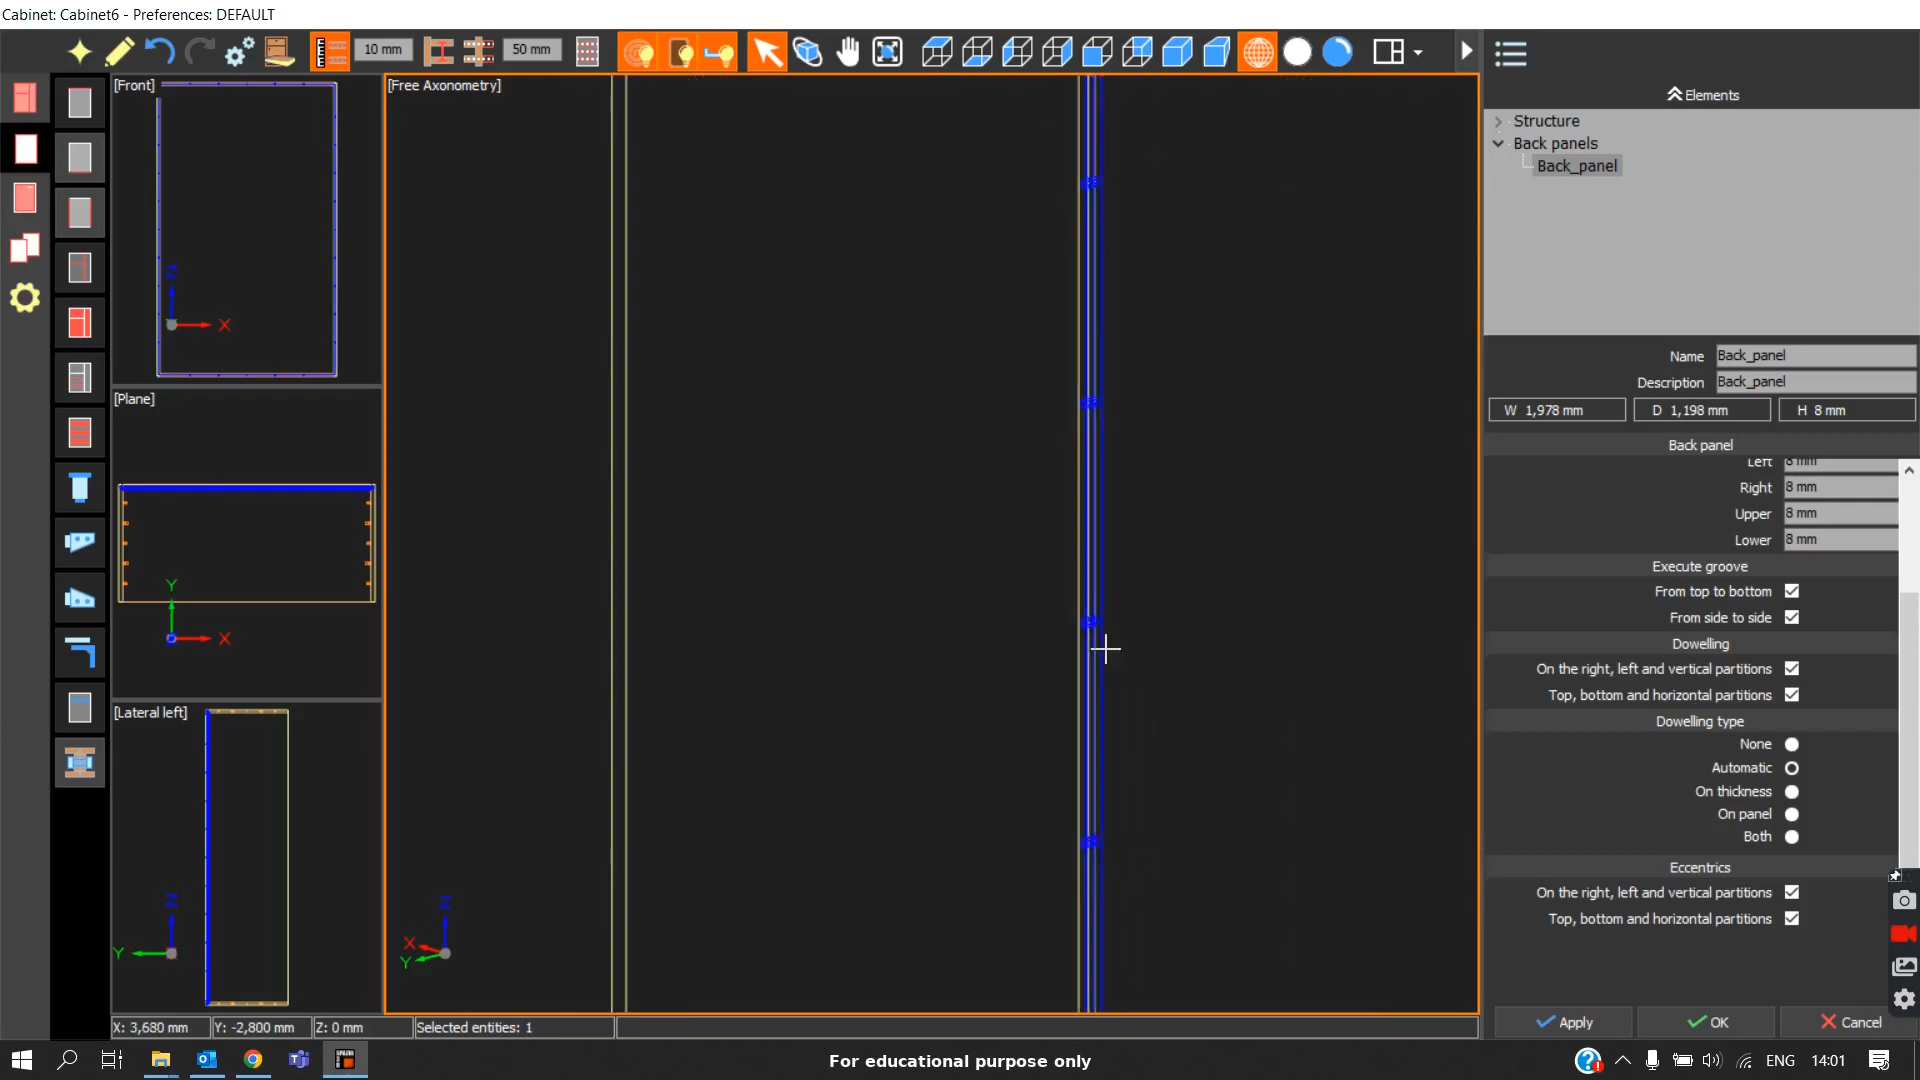 Cabinet: Cabinet6 - Preferences: DEFAULT
10 mm
50 mm
[Front]
Z
X
[Plane]
Y
X
[Lateral left]
Z
Y
[Free Axonometry]
Z
X
Y
Elements
Structure
Back panels
Back_panel
Name Back_panel
Description Back_panel
W 1,978 mm D 1,198 mm H 8 mm
Back panel
Left 8 mm
Right 8 mm
Upper 8 mm
Lower 8 mm
Execute groove
From top to bottom
From side to side
Dowelling
On the right, left and vertical partitions
Top, bottom and horizontal partitions
Dowelling type
None
Automatic
On thickness
On panel
Both
Eccentrics
On the right, left and vertical partitions
Top, bottom and horizontal partitions
Apply OK Cancel
X: 3,680 mm Y: -2,800 mm Z: 0 mm Selected entities: 1
For educational purpose only
ENG 14:01